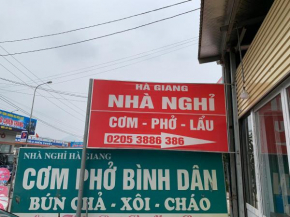 HÀ GIANG
NHÀ NGHỈ
CƠM - PHỞ - LẨU
0205 3886 386
NHÀ NGHỈ HÀ GIANG
CƠM PHỞ BÌNH DÂN
BÚN CHẢ - XÔI - CHÁO